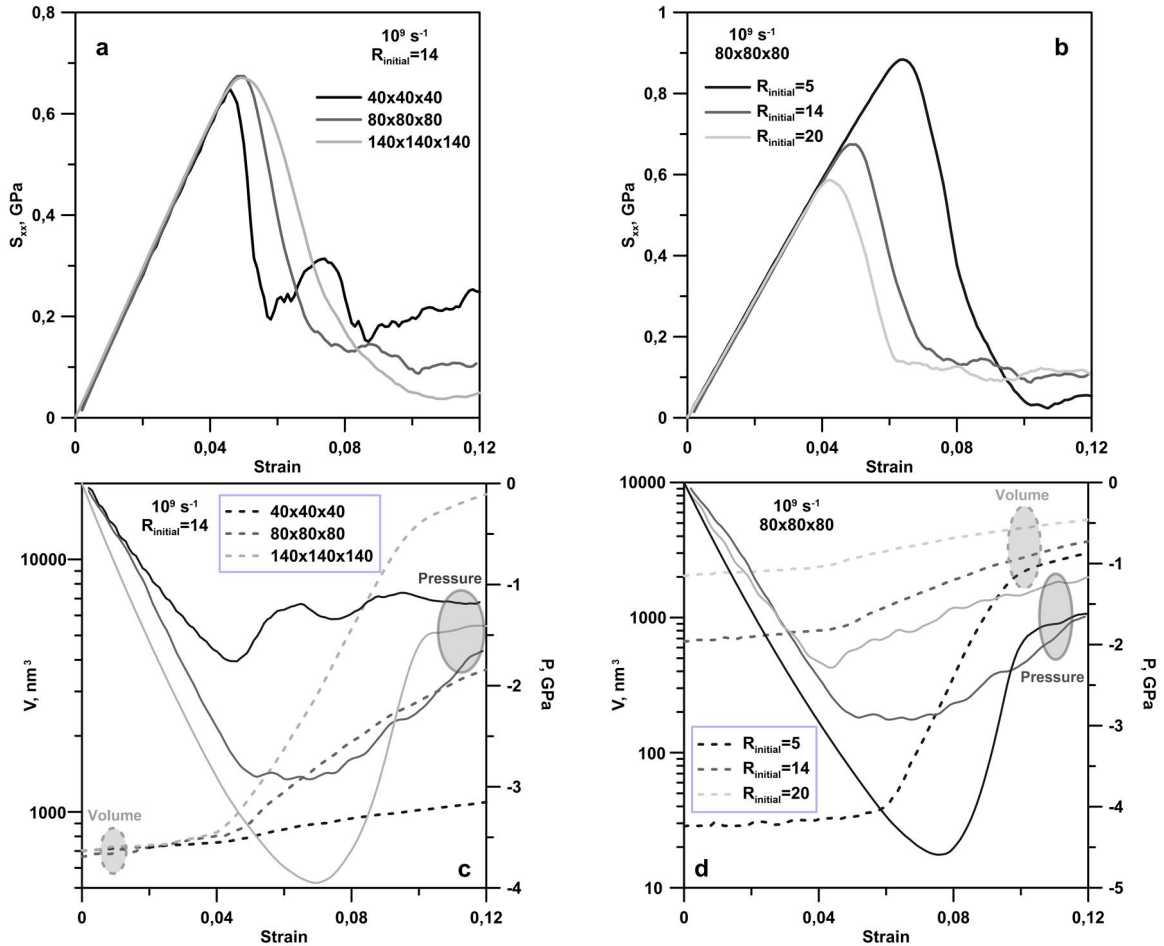 a
10⁹ s⁻¹
R_initial=14
40x40x40
80x80x80
140x140x140
0,8
0,6
0,4
0,2
0
S_xx, GPa
0
0,04
0,08
0,12
Strain
b
10⁹ s⁻¹
80x80x80
R_initial=5
R_initial=14
R_initial=20
1
0,8
0,6
0,4
0,2
0
S_xx, GPa
0
0,04
0,08
0,12
Strain
10⁹ s⁻¹
R_initial=14
40x40x40
80x80x80
140x140x140
Pressure
Volume
c
10000
1000
V, nm³
0
-1
-2
-3
-4
P, GPa
0
0,04
0,08
0,12
Strain
10⁹ s⁻¹
80x80x80
Volume
Pressure
R_initial=5
R_initial=14
R_initial=20
d
10000
1000
100
10
V, nm³
0
-1
-2
-3
-4
-5
P, GPa
0
0,04
0,08
0,12
Strain